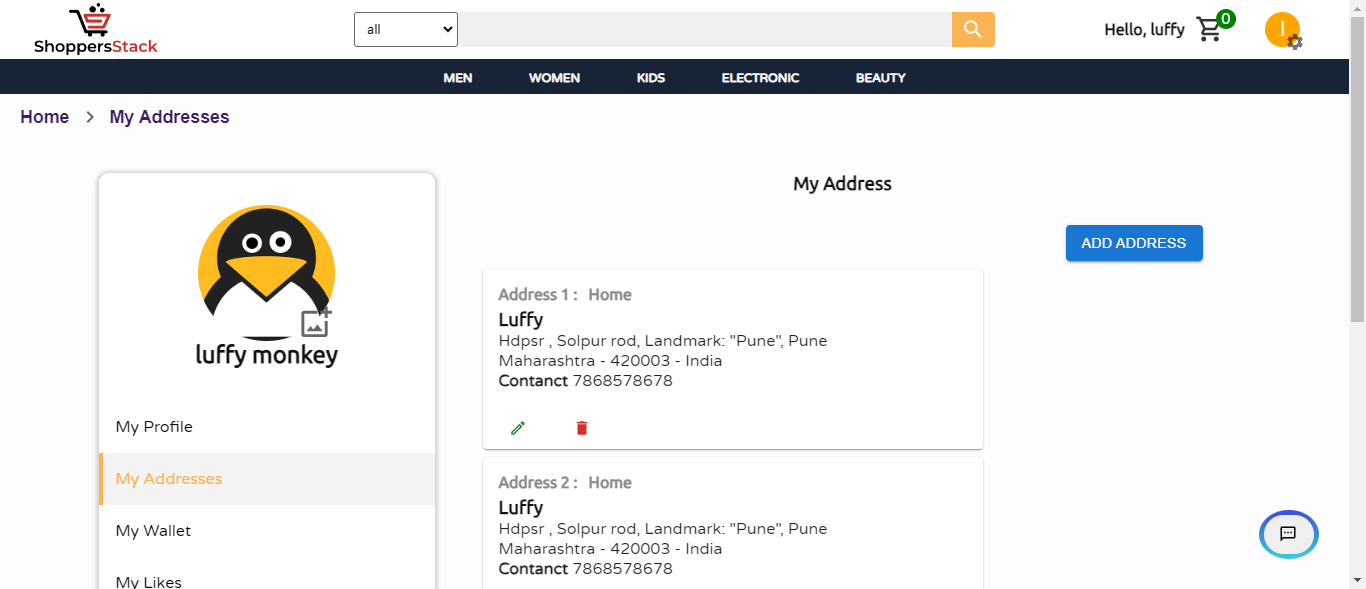 ShoppersStack
all
Hello, luffy
0
l
MEN WOMEN KIDS ELECTRONIC BEAUTY
Home > My Addresses
luffy monkey
My Profile
My Addresses
My Wallet
My Likes
My Address
ADD ADDRESS
Address 1 : Home
Luffy
Hdpsr , Solpur rod, Landmark: "Pune", Pune
Maharashtra - 420003 - India
Contanct 7868578678
Address 2 : Home
Luffy
Hdpsr , Solpur rod, Landmark: "Pune", Pune
Maharashtra - 420003 - India
Contanct 7868578678